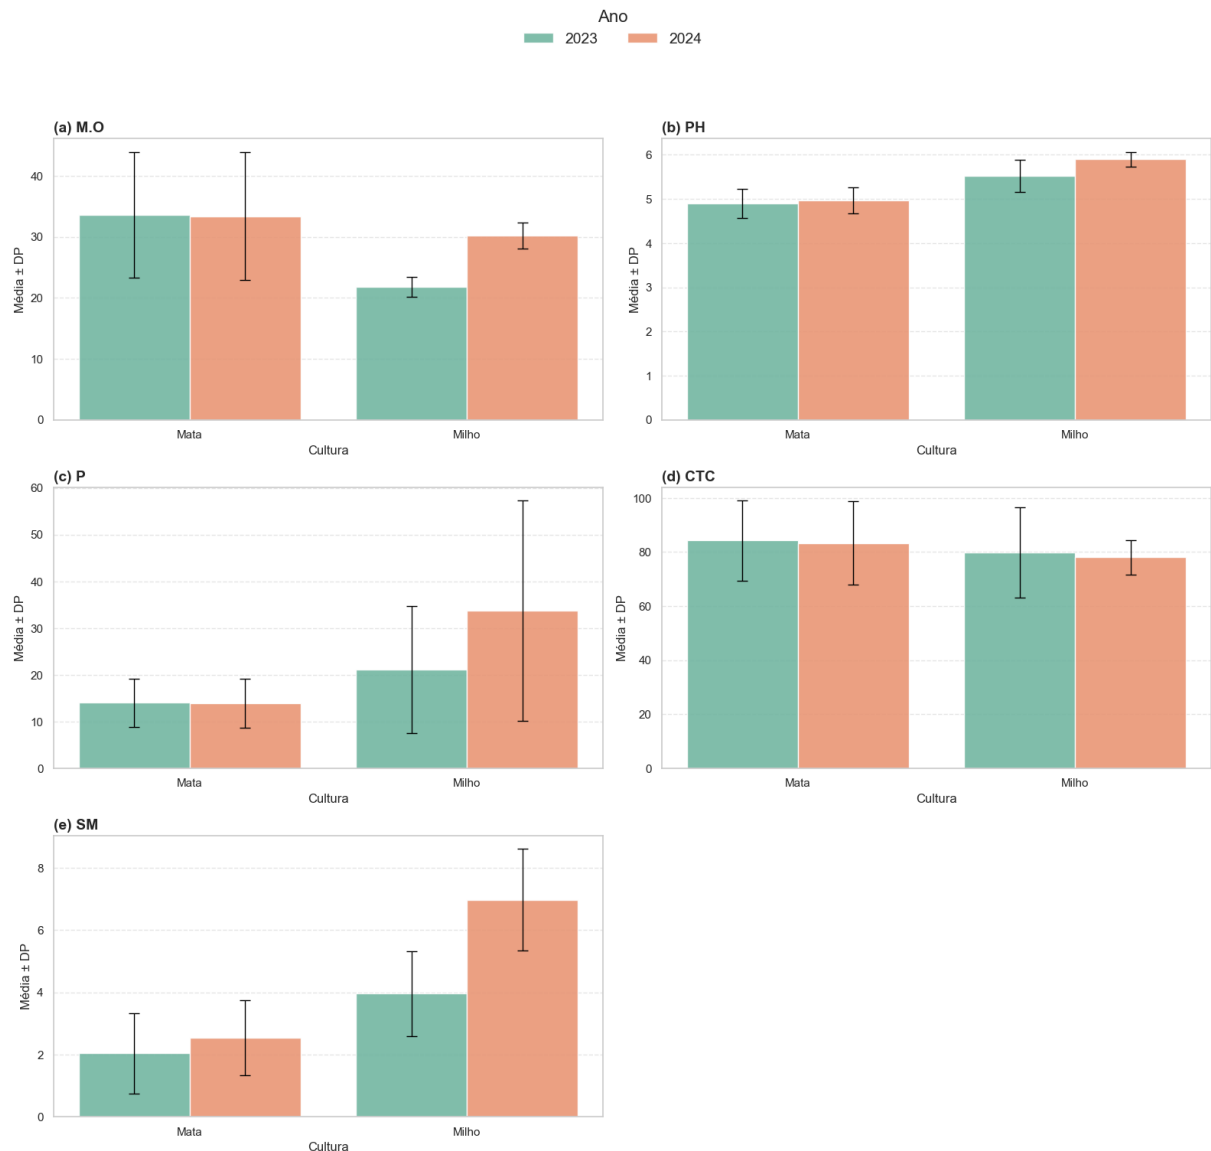 Ano
2023 2024
(a) M.O
40
30
20
10
0
Média ± DP
Mata Milho
Cultura
(b) PH
6
5
4
3
2
1
0
Média ± DP
Mata Milho
Cultura
(c) P
60
50
40
30
20
10
0
Média ± DP
Mata Milho
Cultura
(d) CTC
100
80
60
40
20
0
Média ± DP
Mata Milho
Cultura
(e) SM
8
6
4
2
0
Média ± DP
Mata Milho
Cultura